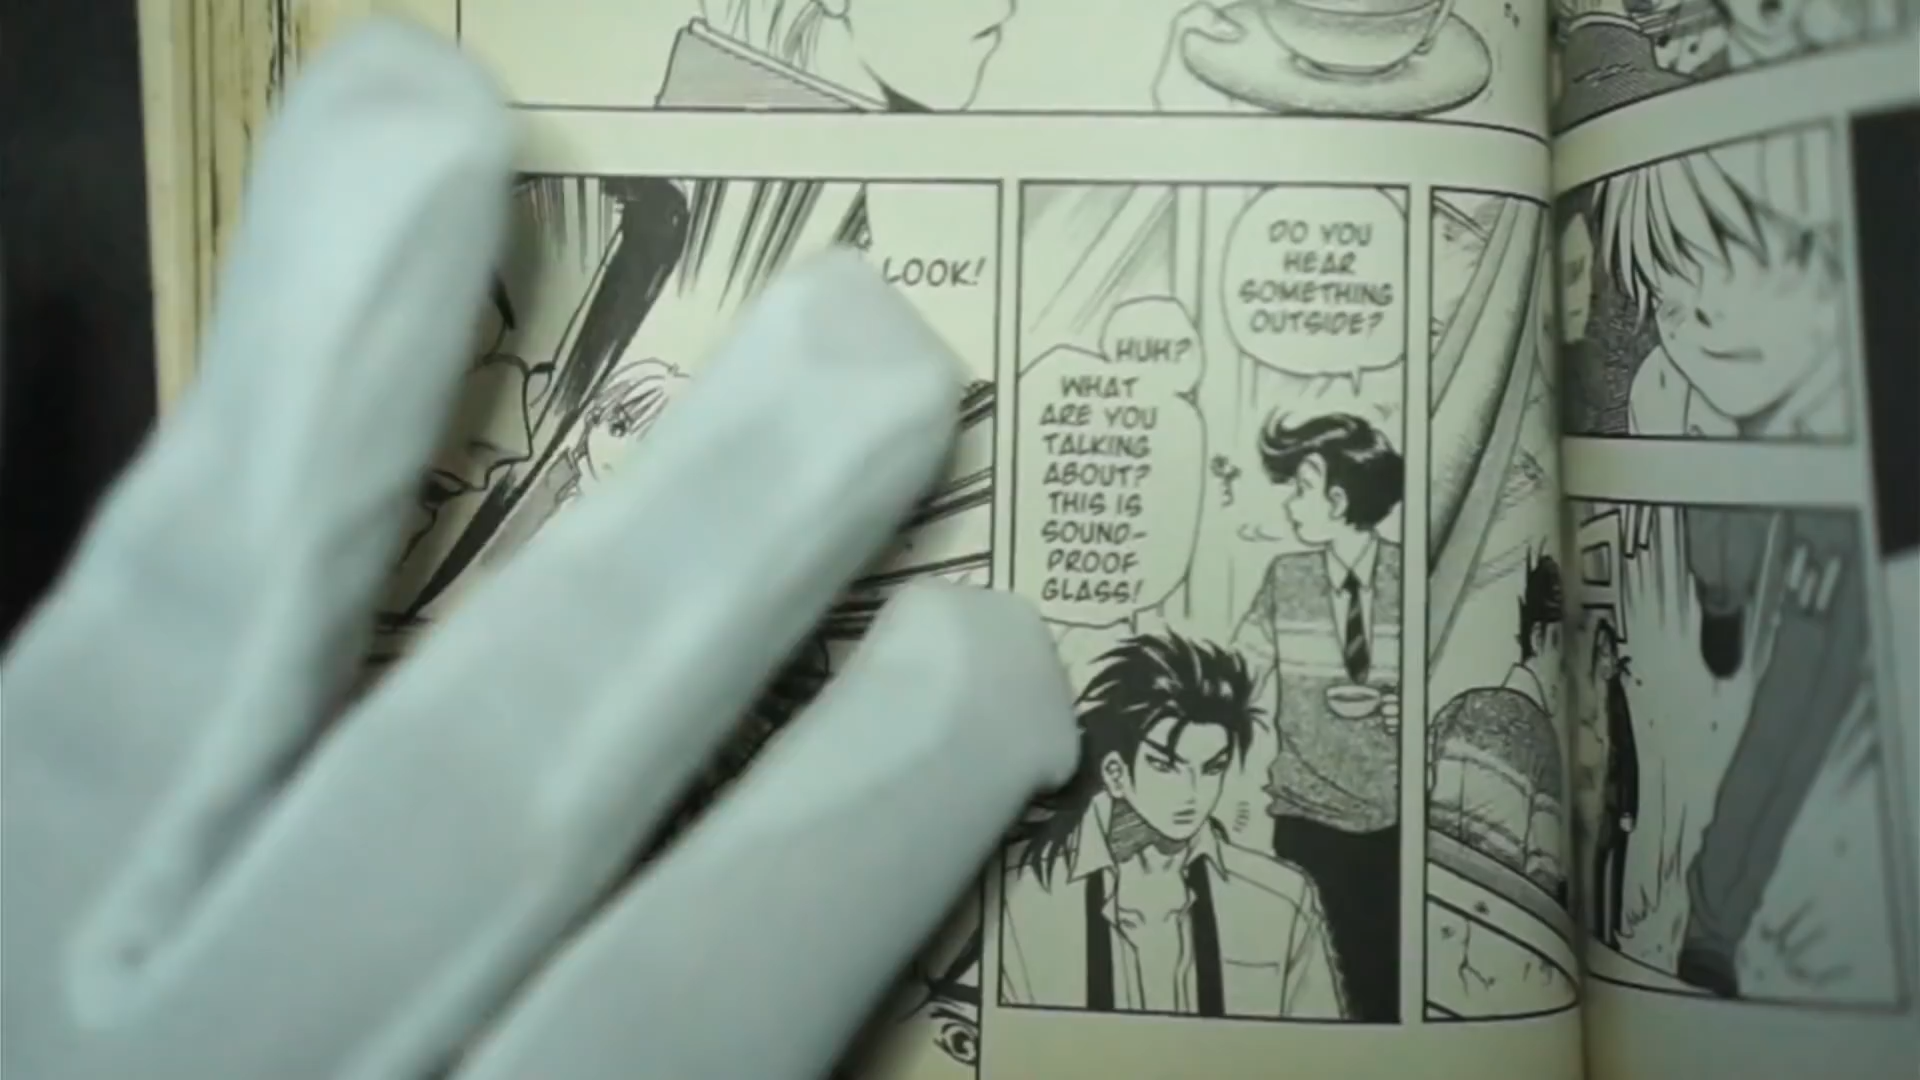 DO YOU
HEAR
SOMETHING
OUTSIDE?
HUH?
WHAT
ARE YOU
TALKING
ABOUT?
THIS IS
SOUND-
PROOF
GLASS!
LOOK!